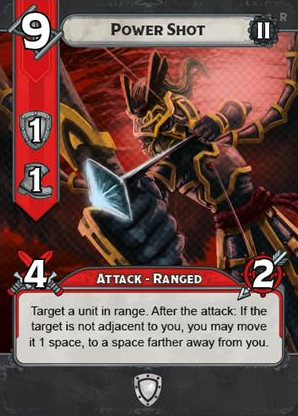 9
POWER SHOT
II
R
1
1
4
ATTACK - RANGED
2
Target a unit in range. After the attack: If the
target is not adjacent to you, you may move
it 1 space, to a space farther away from you.